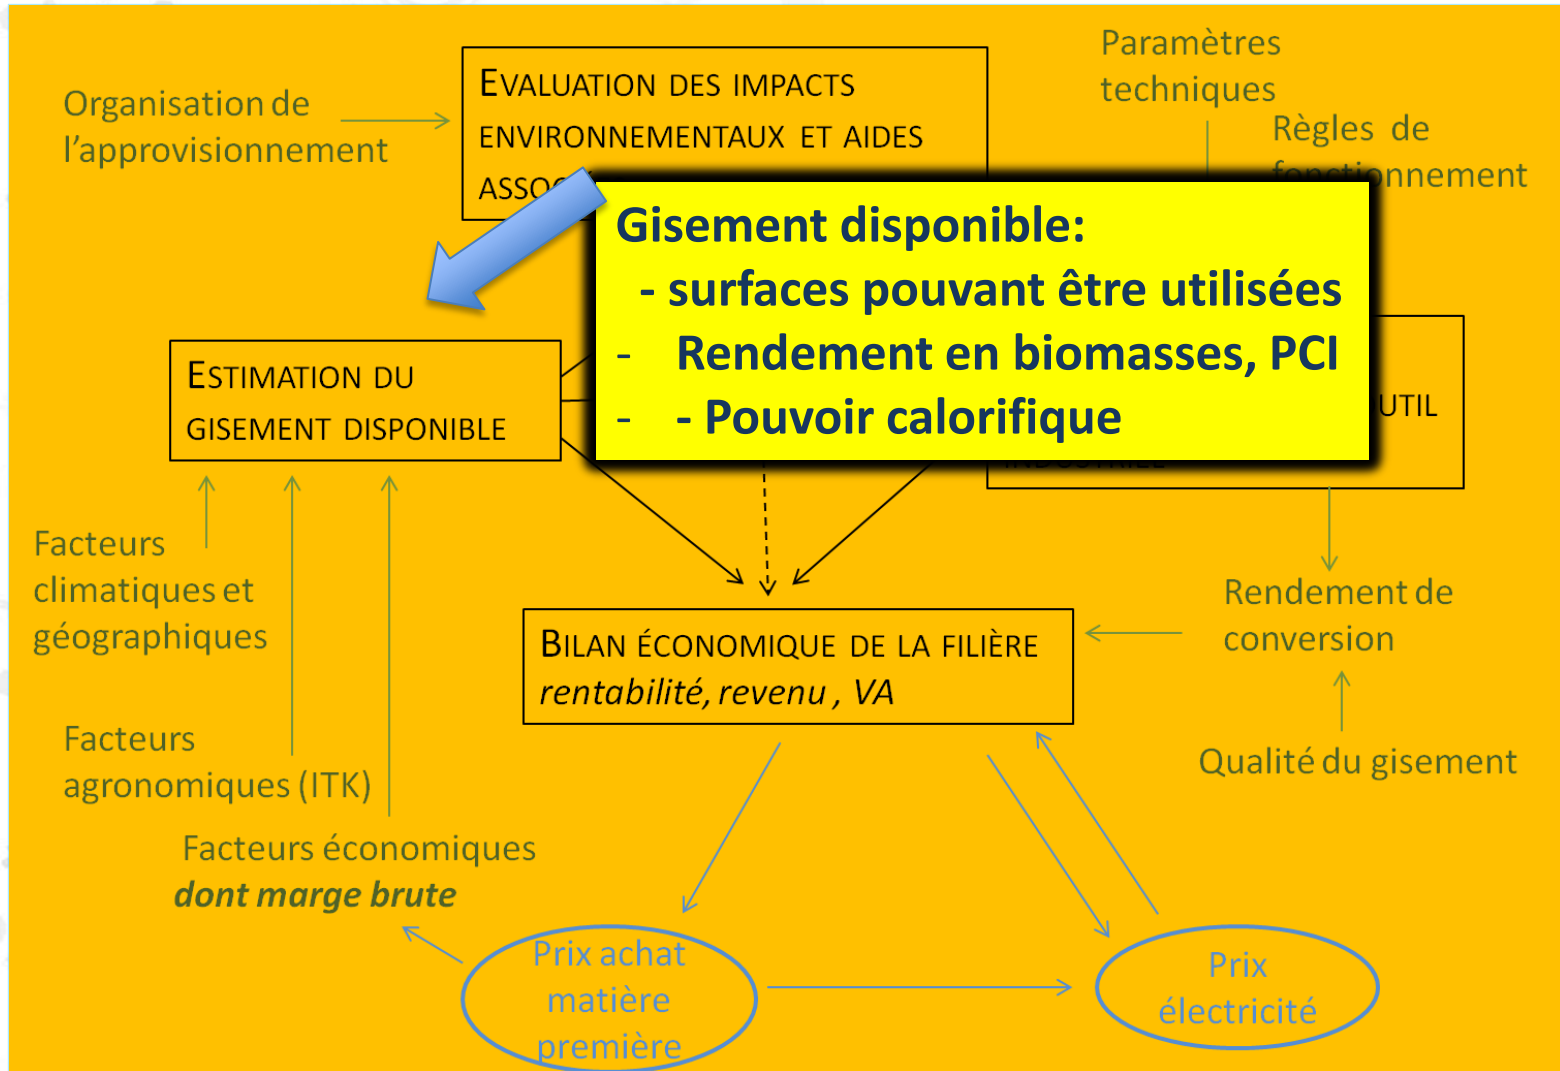 Organisation de
l'approvisionnement
EVALUATION DES IMPACTS
ENVIRONNEMENTAUX ET AIDES
Paramètres
techniques
Règles de
fonctionnement
Gisement disponible:
- surfaces pouvant être utilisées
- Rendement en biomasses, PCI
- - Pouvoir calorifique
ESTIMATION DU
GISEMENT DISPONIBLE
Facteurs
climatiques et
géographiques
BILAN ÉCONOMIQUE DE LA FILIÈRE
rentabilité, revenu , VA
Rendement de
conversion
Facteurs
agronomiques (ITK)
Qualité du gisement
Facteurs économiques
dont marge brute
Prix achat
matière
première
Prix
électricité